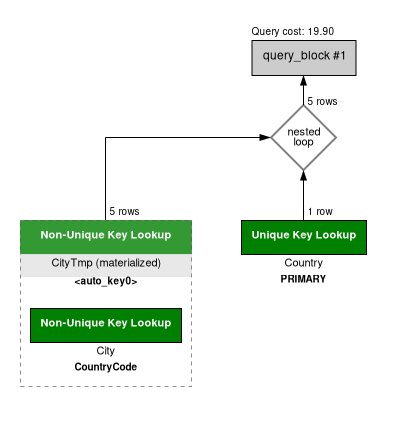 Query cost: 19.90
query_block #1
5 rows
nested
loop
5 rows
1 row
Non-Unique Key Lookup
Unique Key Lookup
CityTmp (materialized)
Country
<auto_key0>
PRIMARY
Non-Unique Key Lookup
City
CountryCode